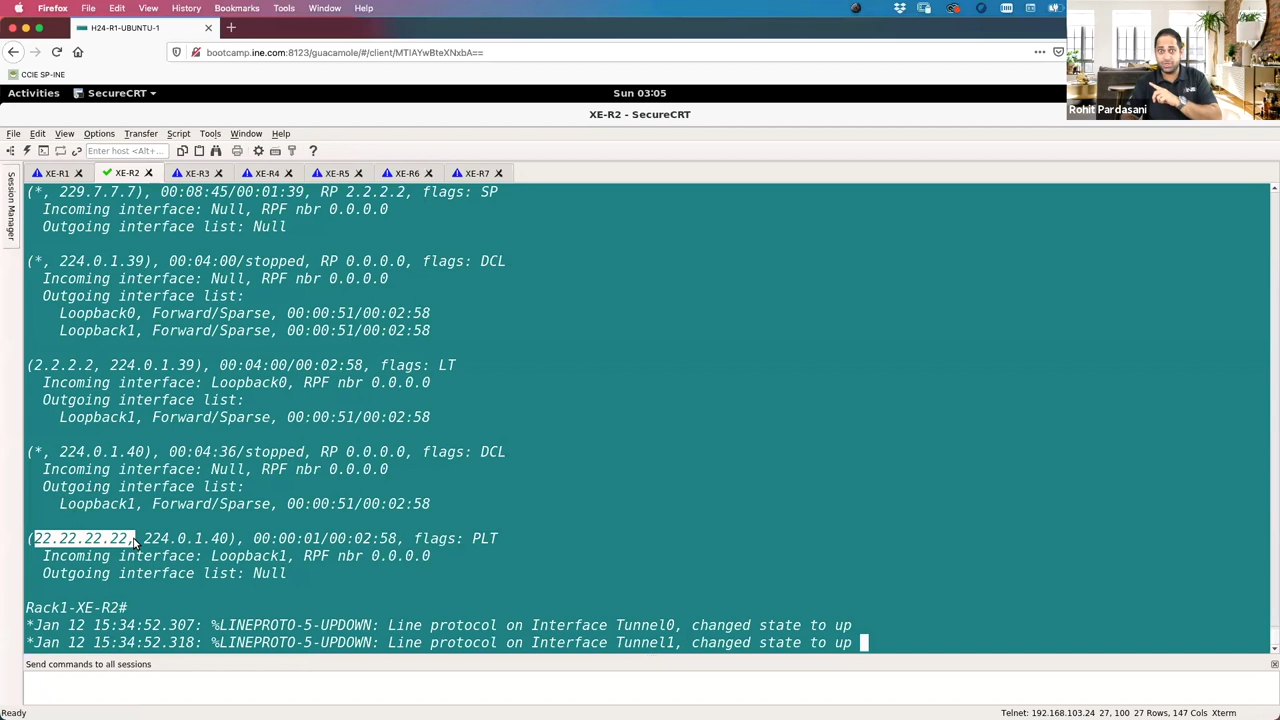 Firefox File Edit View History Bookmarks Tools Window Help
H24-R1-UBUNTU-1
bootcamp.ine.com:8123/guacamole/#/client/MTIAYwBteXNxbA==
CCIE SP-INE
Activities SecureCRT Sun 03:05
Rohit Pardasani
XE-R2 - SecureCRT
File Edit View Options Transfer Script Tools Window Help
Enter host <Alt+...
XE-R1 XE-R2 XE-R3 XE-R4 XE-R5 XE-R6 XE-R7
Session Manager
(*, 229.7.7.7), 00:08:45/00:01:39, RP 2.2.2.2, flags: SP
Incoming interface: Null, RPF nbr 0.0.0.0
Outgoing interface list: Null
(*, 224.0.1.39), 00:04:00/stopped, RP 0.0.0.0, flags: DCL
Incoming interface: Null, RPF nbr 0.0.0.0
Outgoing interface list:
Loopback0, Forward/Sparse, 00:00:51/00:02:58
Loopback1, Forward/Sparse, 00:00:51/00:02:58
(2.2.2.2, 224.0.1.39), 00:04:00/00:02:58, flags: LT
Incoming interface: Loopback0, RPF nbr 0.0.0.0
Outgoing interface list:
Loopback1, Forward/Sparse, 00:00:51/00:02:58
(*, 224.0.1.40), 00:04:36/stopped, RP 0.0.0.0, flags: DCL
Incoming interface: Null, RPF nbr 0.0.0.0
Outgoing interface list:
Loopback1, Forward/Sparse, 00:00:51/00:02:58
(22.22.22.22, 224.0.1.40), 00:00:01/00:02:58, flags: PLT
Incoming interface: Loopback1, RPF nbr 0.0.0.0
Outgoing interface list: Null
Rack1-XE-R2#
*Jan 12 15:34:52.307: %LINEPROTO-5-UPDOWN: Line protocol on Interface Tunnel0, changed state to up
*Jan 12 15:34:52.318: %LINEPROTO-5-UPDOWN: Line protocol on Interface Tunnel1, changed state to up
Send commands to all sessions
Ready Telnet: 192.168.103.24 27, 100 27 Rows, 147 Cols Xterm